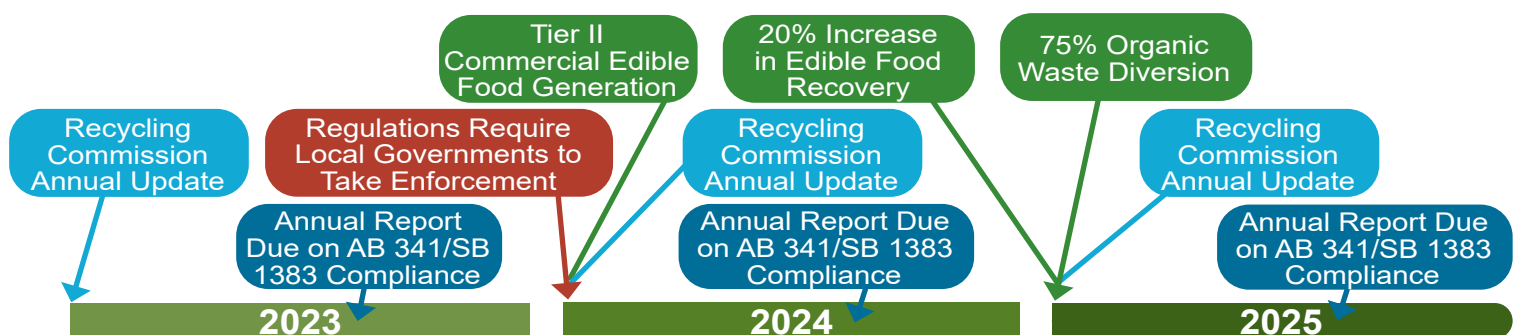 Tier II
Commercial Edible
Food Generation
20% Increase
in Edible Food
Recovery
75% Organic
Waste Diversion
Recycling
Commission
Annual Update
Regulations Require
Local Governments to
Take Enforcement
Recycling
Commission
Annual Update
Recycling
Commission
Annual Update
Annual Report
Due on AB 341/SB
1383 Compliance
Annual Report Due
on AB 341/SB 1383
Compliance
Annual Report Due
on AB 341/SB 1383
Compliance
2023
2024
2025